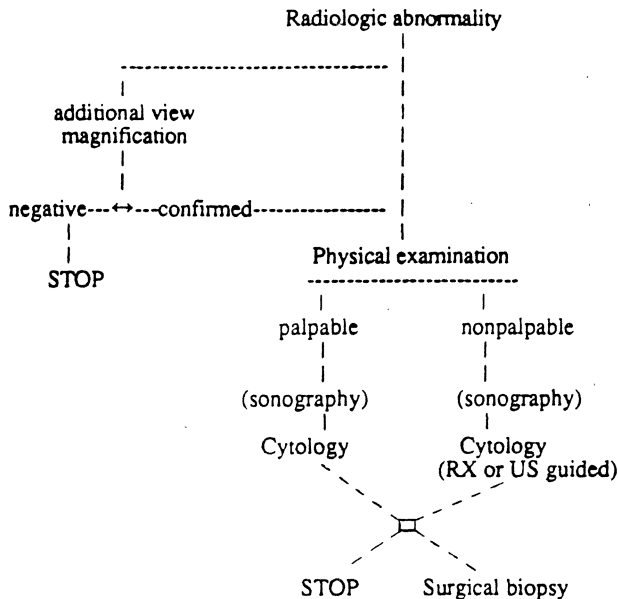 Radiologic abnormality
additional view
magnification
negative
confirmed
STOP
Physical examination
palpable
nonpalpable
(sonography)
(sonography)
Cytology
Cytology
(RX or US guided)
STOP
Surgical biopsy